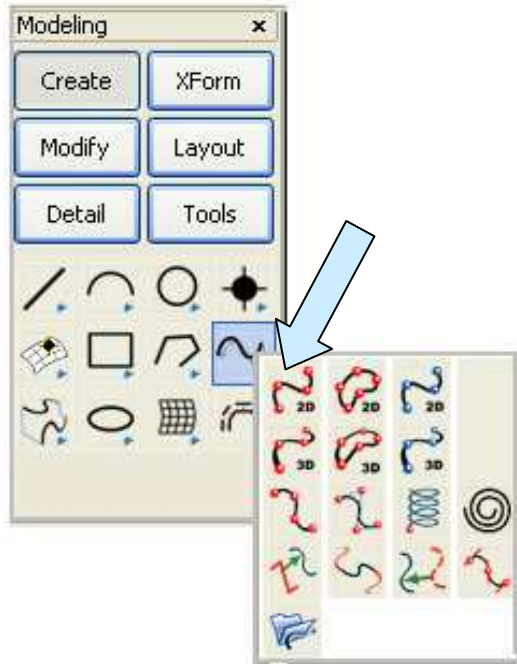 Modeling x
Create XForm
Modify Layout
Detail Tools
2D 2D 2D
3D 3D 3D